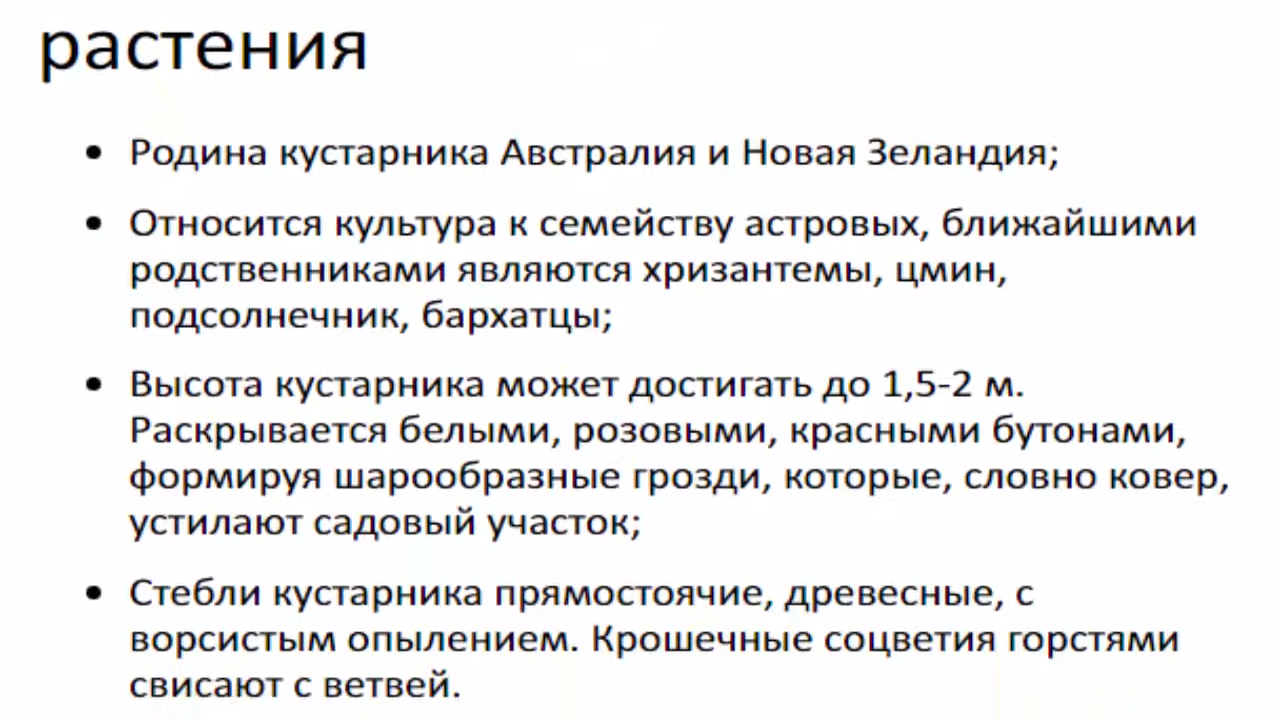 растения
• Родина кустарника Австралия и Новая Зеландия;
• Относится культура к семейству астровых, ближайшими
родственниками являются хризантемы, цмин,
подсолнечник, бархатцы;
• Высота кустарника может достигать до 1,5-2 м.
Раскрывается белыми, розовыми, красными бутонами,
формируя шарообразные грозди, которые, словно ковер,
устилают садовый участок;
• Стебли кустарника прямостоячие, древесные, с
ворсистым опылением. Крошечные соцветия горстями
свисают с ветвей.